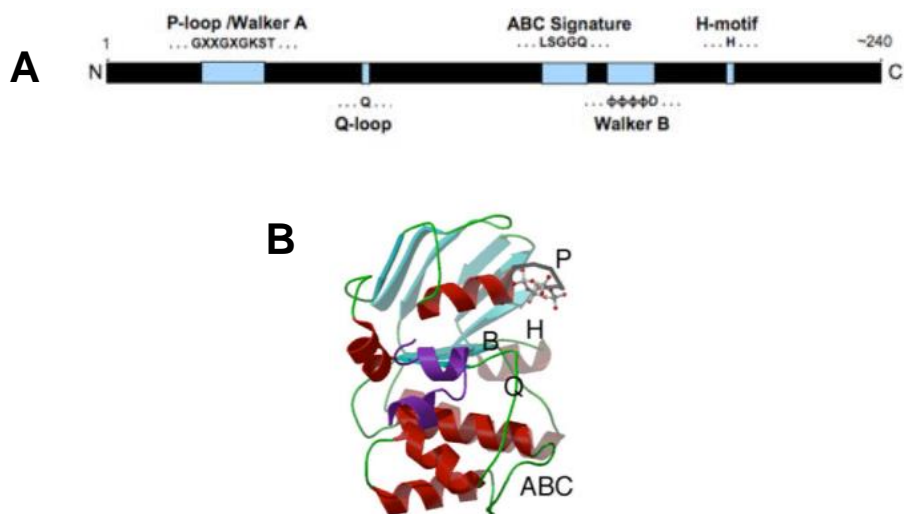 P-loop /Walker A
ABC Signature
H-motif
1
...GXXGXGKST...
...LSGGQ...
...H...
~240
A
N
C
...Q...
...ϕϕϕϕD...
Q-loop
Walker B
B
P
H
B
Q
ABC